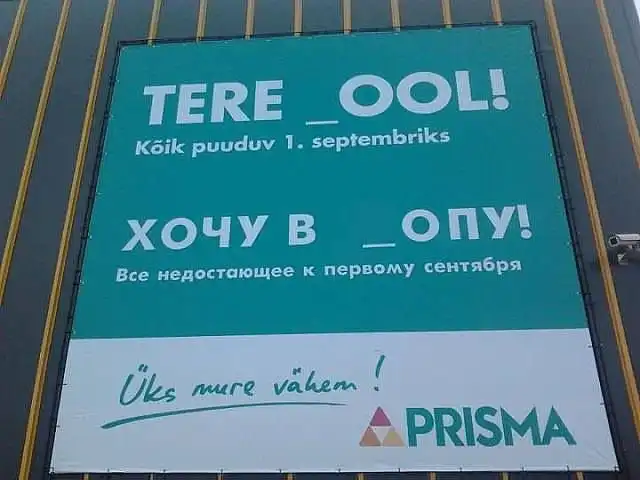 TERE _OOL!
Kõik puuduv 1. septembriks
ХОЧУ В _ОПУ!
Все недостающее к первому сентября
Üks mure vähem!
PRISMA